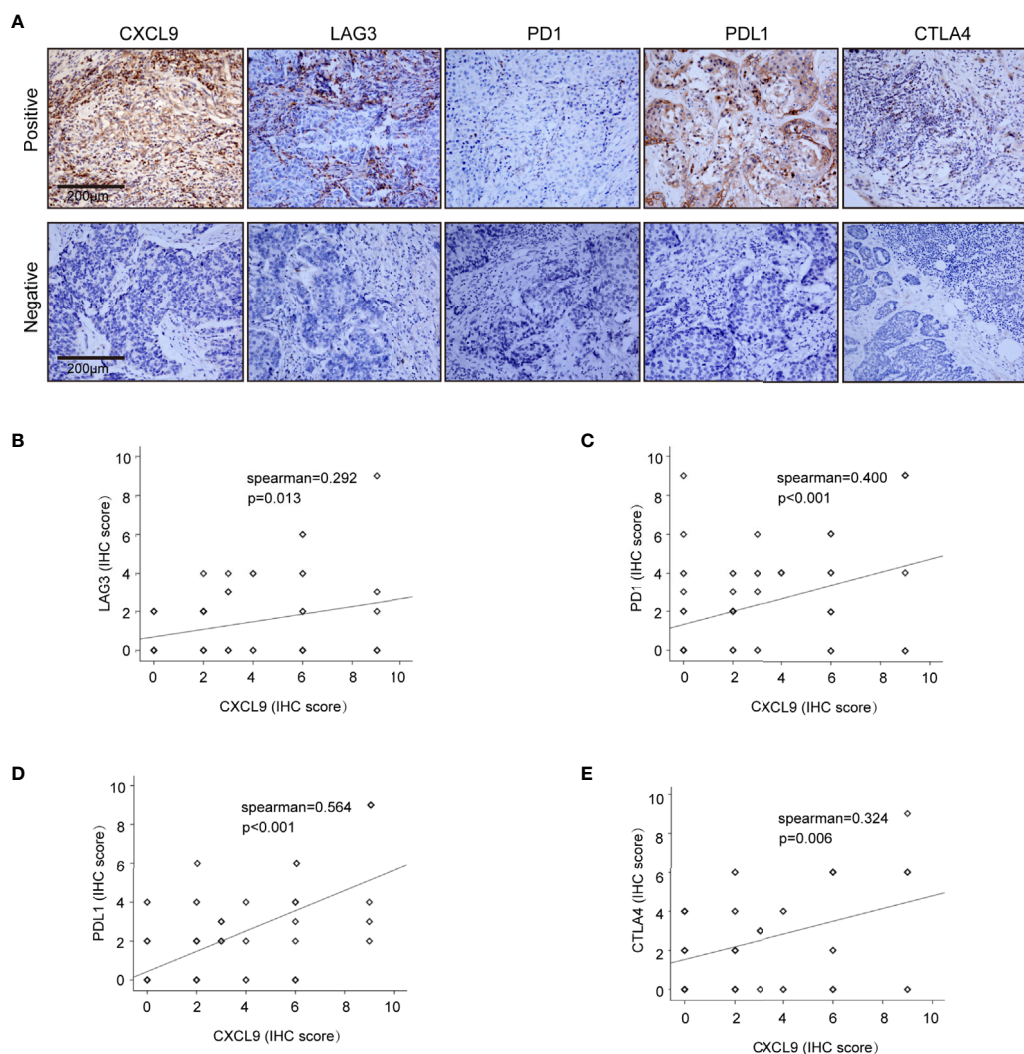 A
CXCL9 LAG3 PD1 PDL1 CTLA4
Positive
200μm
Negative
200μm
B
spearman=0.292
p=0.013
LAG3 (IHC score)
10
8
6
4
2
0
0 2 4 6 8 10
CXCL9 (IHC score)
C
spearman=0.400
p<0.001
PD1 (IHC score)
10
8
6
4
2
0
0 2 4 6 8 10
CXCL9 (IHC score)
D
spearman=0.564
p<0.001
PDL1 (IHC score)
10
8
6
4
2
0
0 2 4 6 8 10
CXCL9 (IHC score)
E
spearman=0.324
p=0.006
CTLA4 (IHC score)
10
8
6
4
2
0
0 2 4 6 8 10
CXCL9 (IHC score)